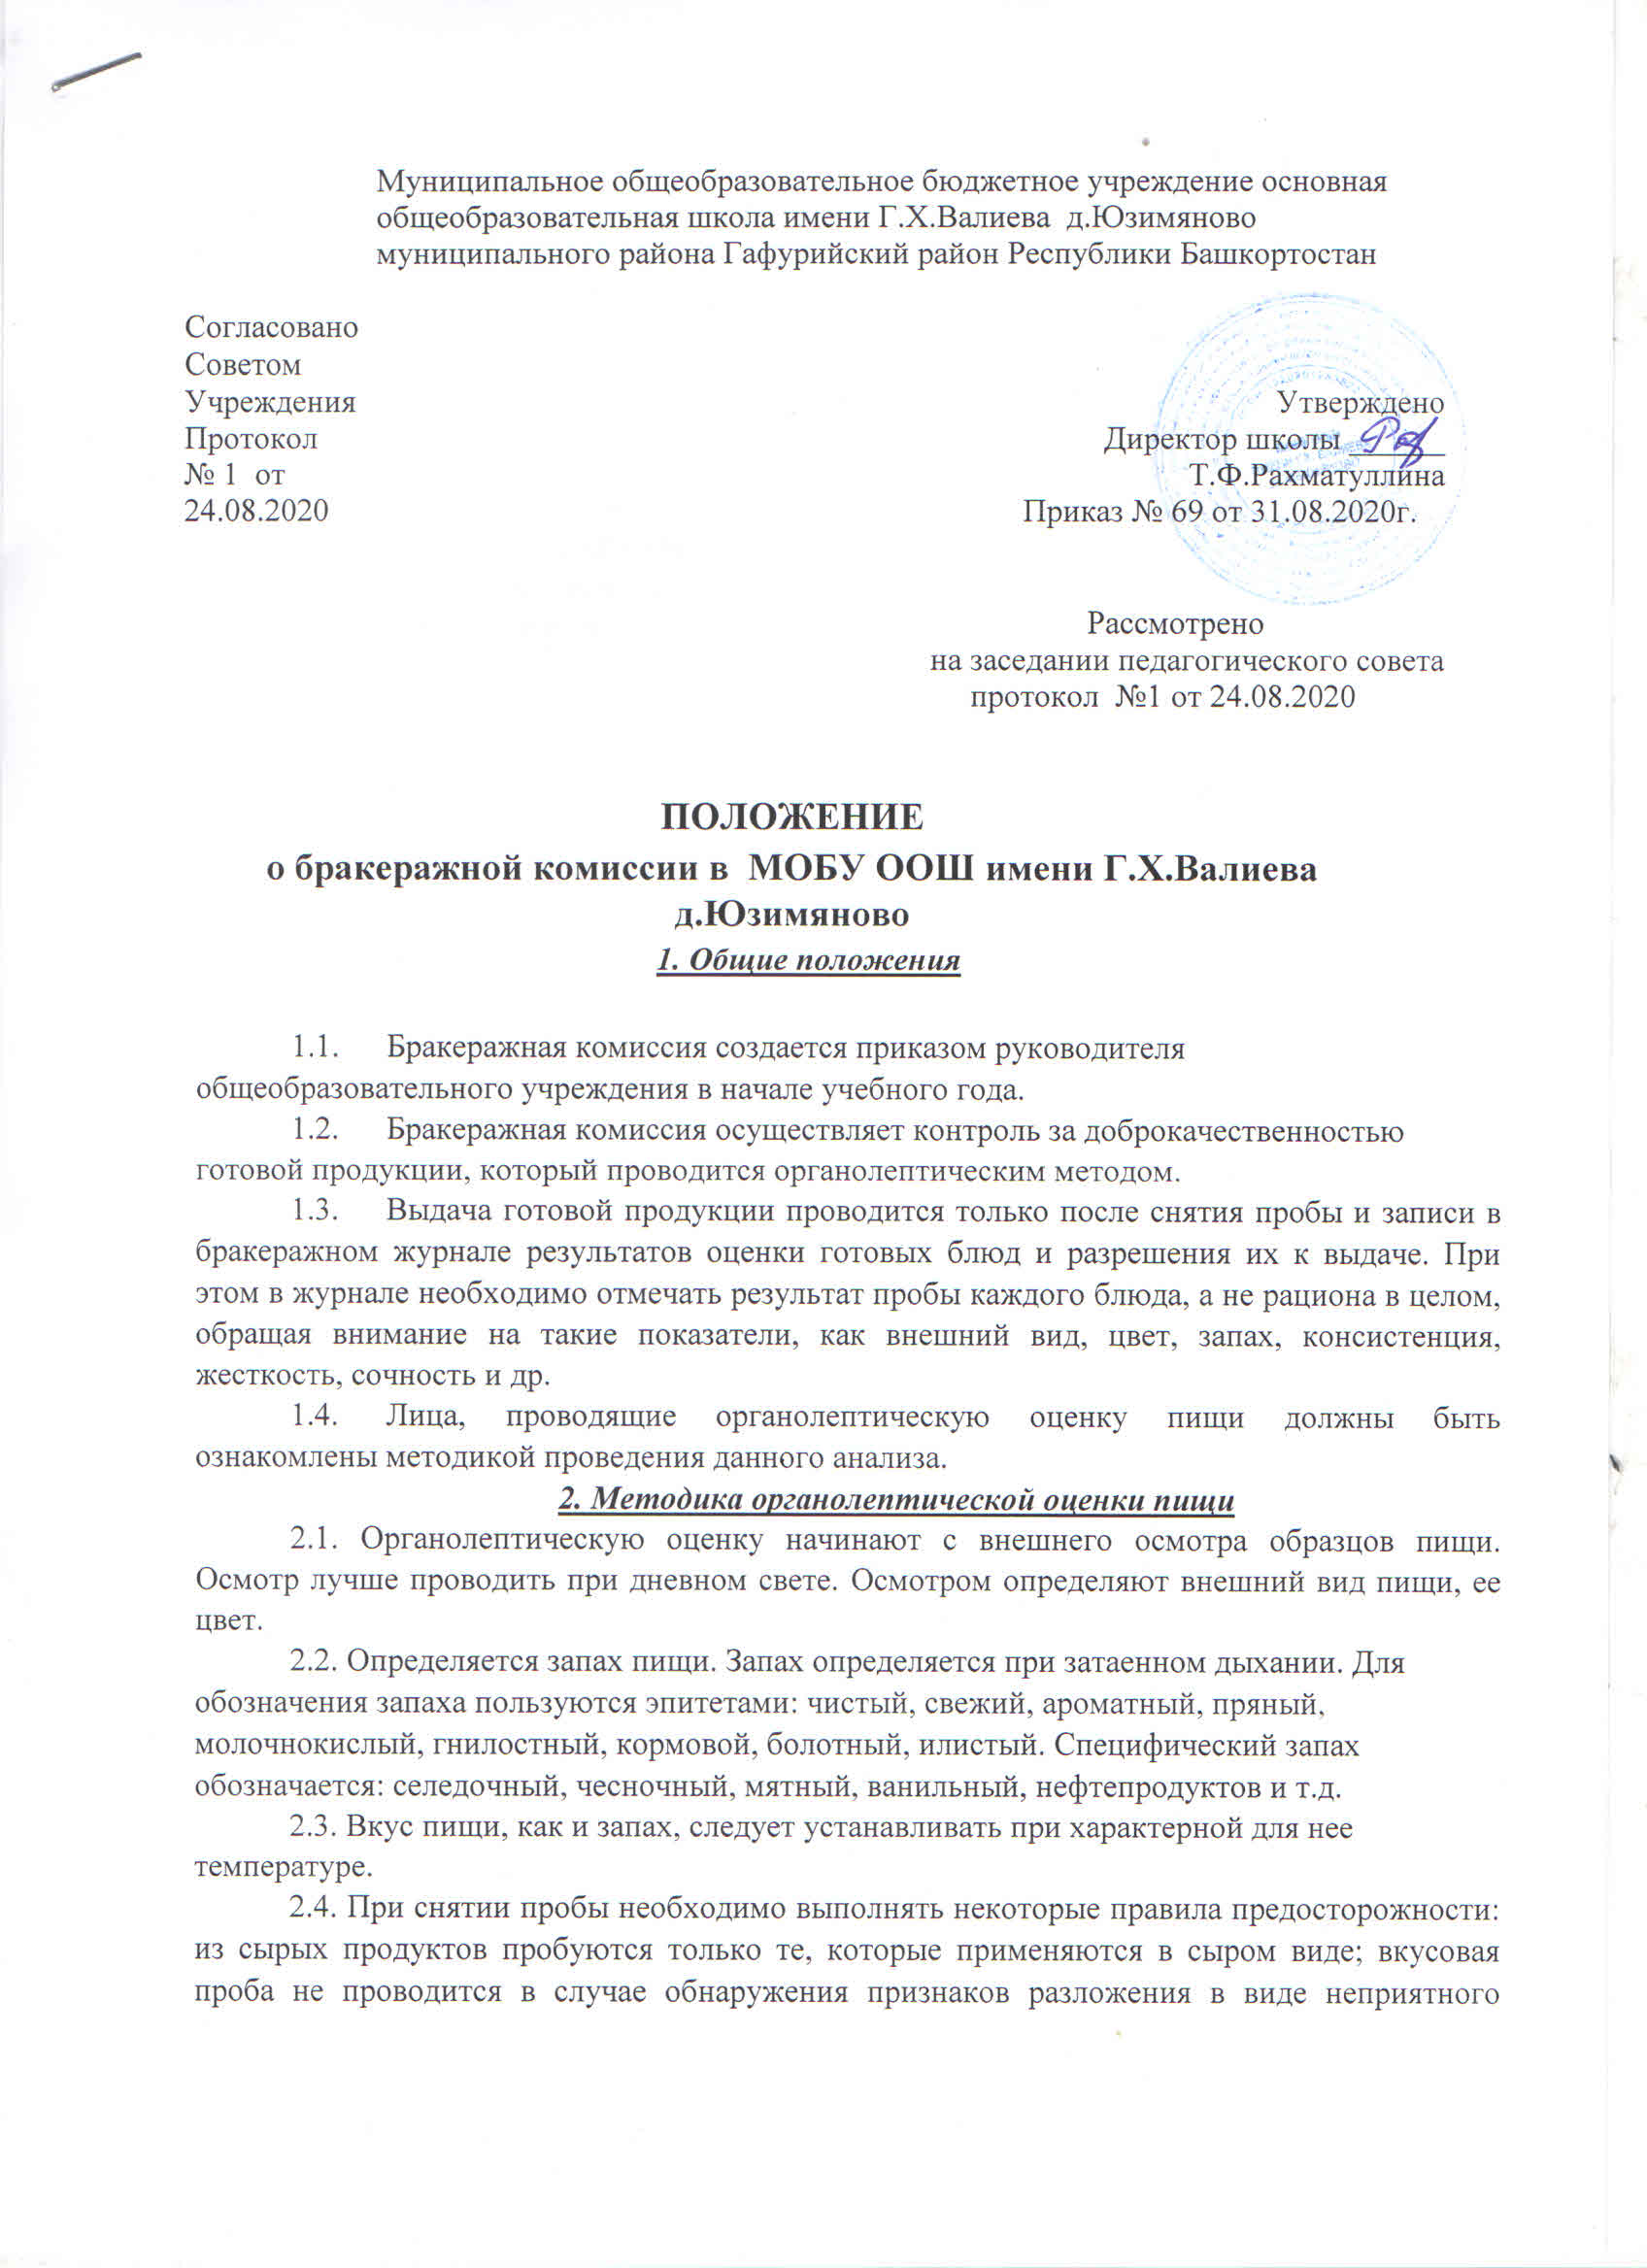 Муниципальное общеобразовательное бюджетное учреждение основная
общеобразовательная школа имени Г.Х.Валиева д.Юзимяново
муниципального района Гафурийский район Республики Башкортостан
Согласовано
Советом
Учреждения
Протокол
№ 1 от
24.08.2020
Утверждено
Директор школы ______
Т.Ф.Рахматуллина
Приказ № 69 от 31.08.2020г.
Рассмотрено
на заседании педагогического совета
протокол №1 от 24.08.2020
ПОЛОЖЕНИЕ
о бракеражной комиссии в МОБУ ООШ имени Г.Х.Валиева
д.Юзимяново
1. Общие положения
1.1. Бракеражная комиссия создается приказом руководителя
общеобразовательного учреждения в начале учебного года.
1.2. Бракеражная комиссия осуществляет контроль за доброкачественностью
готовой продукции, который проводится органолептическим методом.
1.3. Выдача готовой продукции проводится только после снятия пробы и записи в
бракеражном журнале результатов оценки готовых блюд и разрешения их к выдаче. При
этом в журнале необходимо отмечать результат пробы каждого блюда, а не рациона в целом,
обращая внимание на такие показатели, как внешний вид, цвет, запах, консистенция,
жесткость, сочность и др.
1.4. Лица, проводящие органолептическую оценку пищи должны быть
ознакомлены методикой проведения данного анализа.
2. Методика органолептической оценки пищи
2.1. Органолептическую оценку начинают с внешнего осмотра образцов пищи.
Осмотр лучше проводить при дневном свете. Осмотром определяют внешний вид пищи, ее
цвет.
2.2. Определяется запах пищи. Запах определяется при затаенном дыхании. Для
обозначения запаха пользуются эпитетами: чистый, свежий, ароматный, пряный,
молочнокислый, гнилостный, кормовой, болотный, илистый. Специфический запах
обозначается: селедочный, чесночный, мятный, ванильный, нефтепродуктов и т.д.
2.3. Вкус пищи, как и запах, следует устанавливать при характерной для нее
температуре.
2.4. При снятии пробы необходимо выполнять некоторые правила предосторожности:
из сырых продуктов пробуются только те, которые применяются в сыром виде; вкусовая
проба не проводится в случае обнаружения признаков разложения в виде неприятного